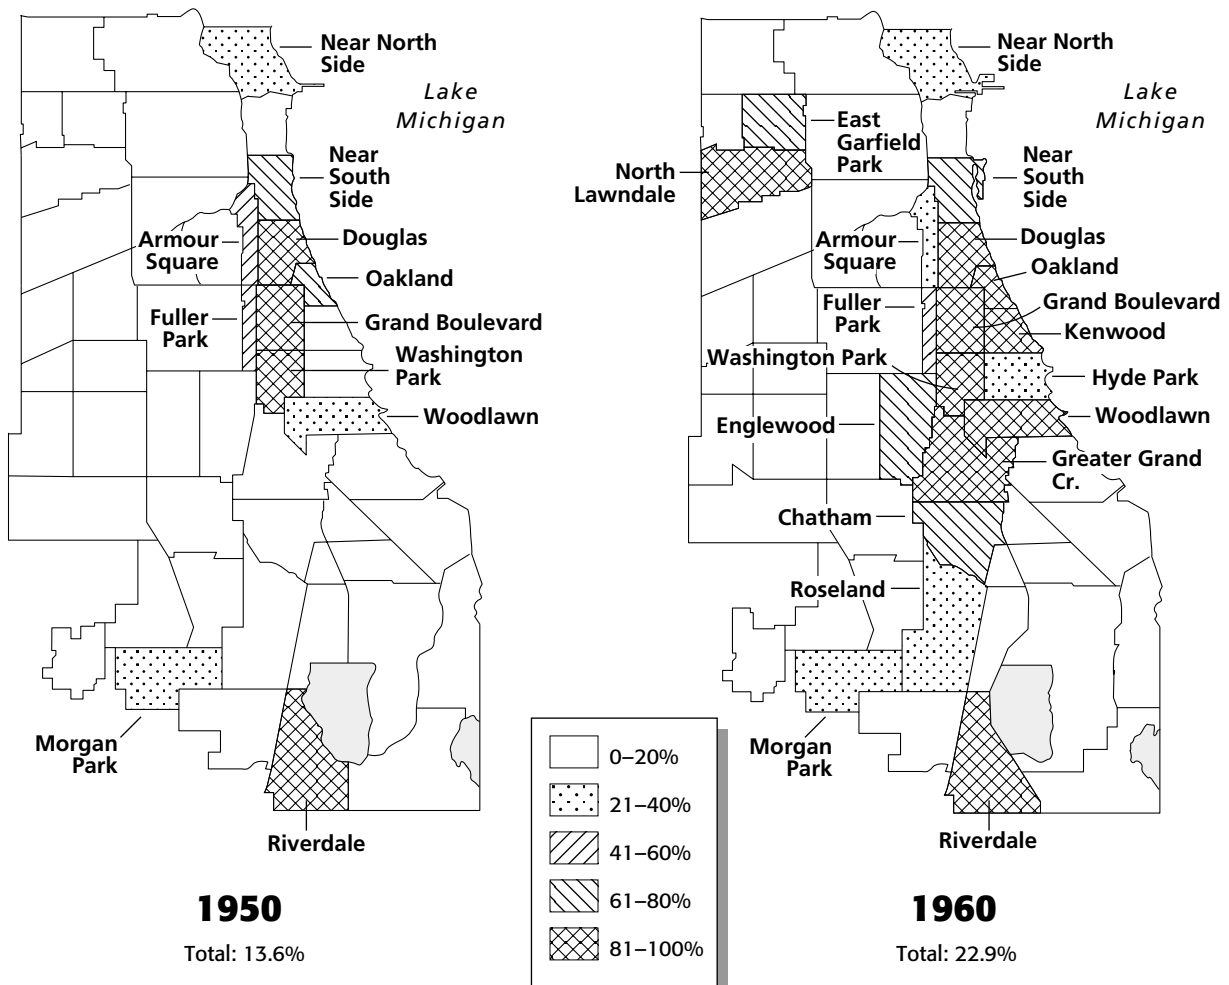 Near North
Side
Lake
Michigan
Near
South
Side
Armour
Square
Douglas
Oakland
Fuller
Park
Grand Boulevard
Washington
Park
Woodlawn
Morgan
Park
Riverdale
1950
Total: 13.6%
0–20%
21–40%
41–60%
61–80%
81–100%
Near North
Side
Lake
Michigan
East
Garfield
Park
North
Lawndale
Near
South
Side
Armour
Square
Douglas
Oakland
Fuller
Park
Grand Boulevard
Kenwood
Washington Park
Hyde Park
Englewood
Woodlawn
Greater Grand
Cr.
Chatham
Roseland
Morgan
Park
Riverdale
1960
Total: 22.9%